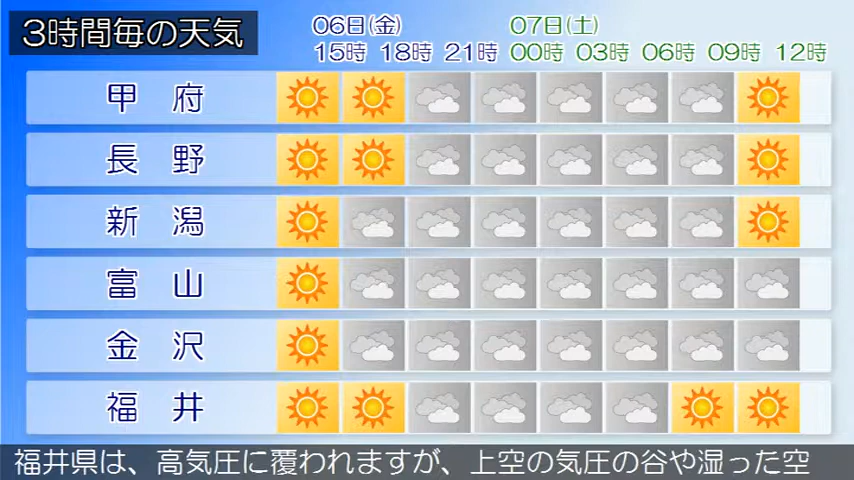 3時間毎の天気
06日(金) 07日(土)
15時 18時 21時 00時 03時 06時 09時 12時
甲府
長野
新潟
富山
金沢
福井
福井県は、高気圧に覆われますが、上空の気圧の谷や湿った空